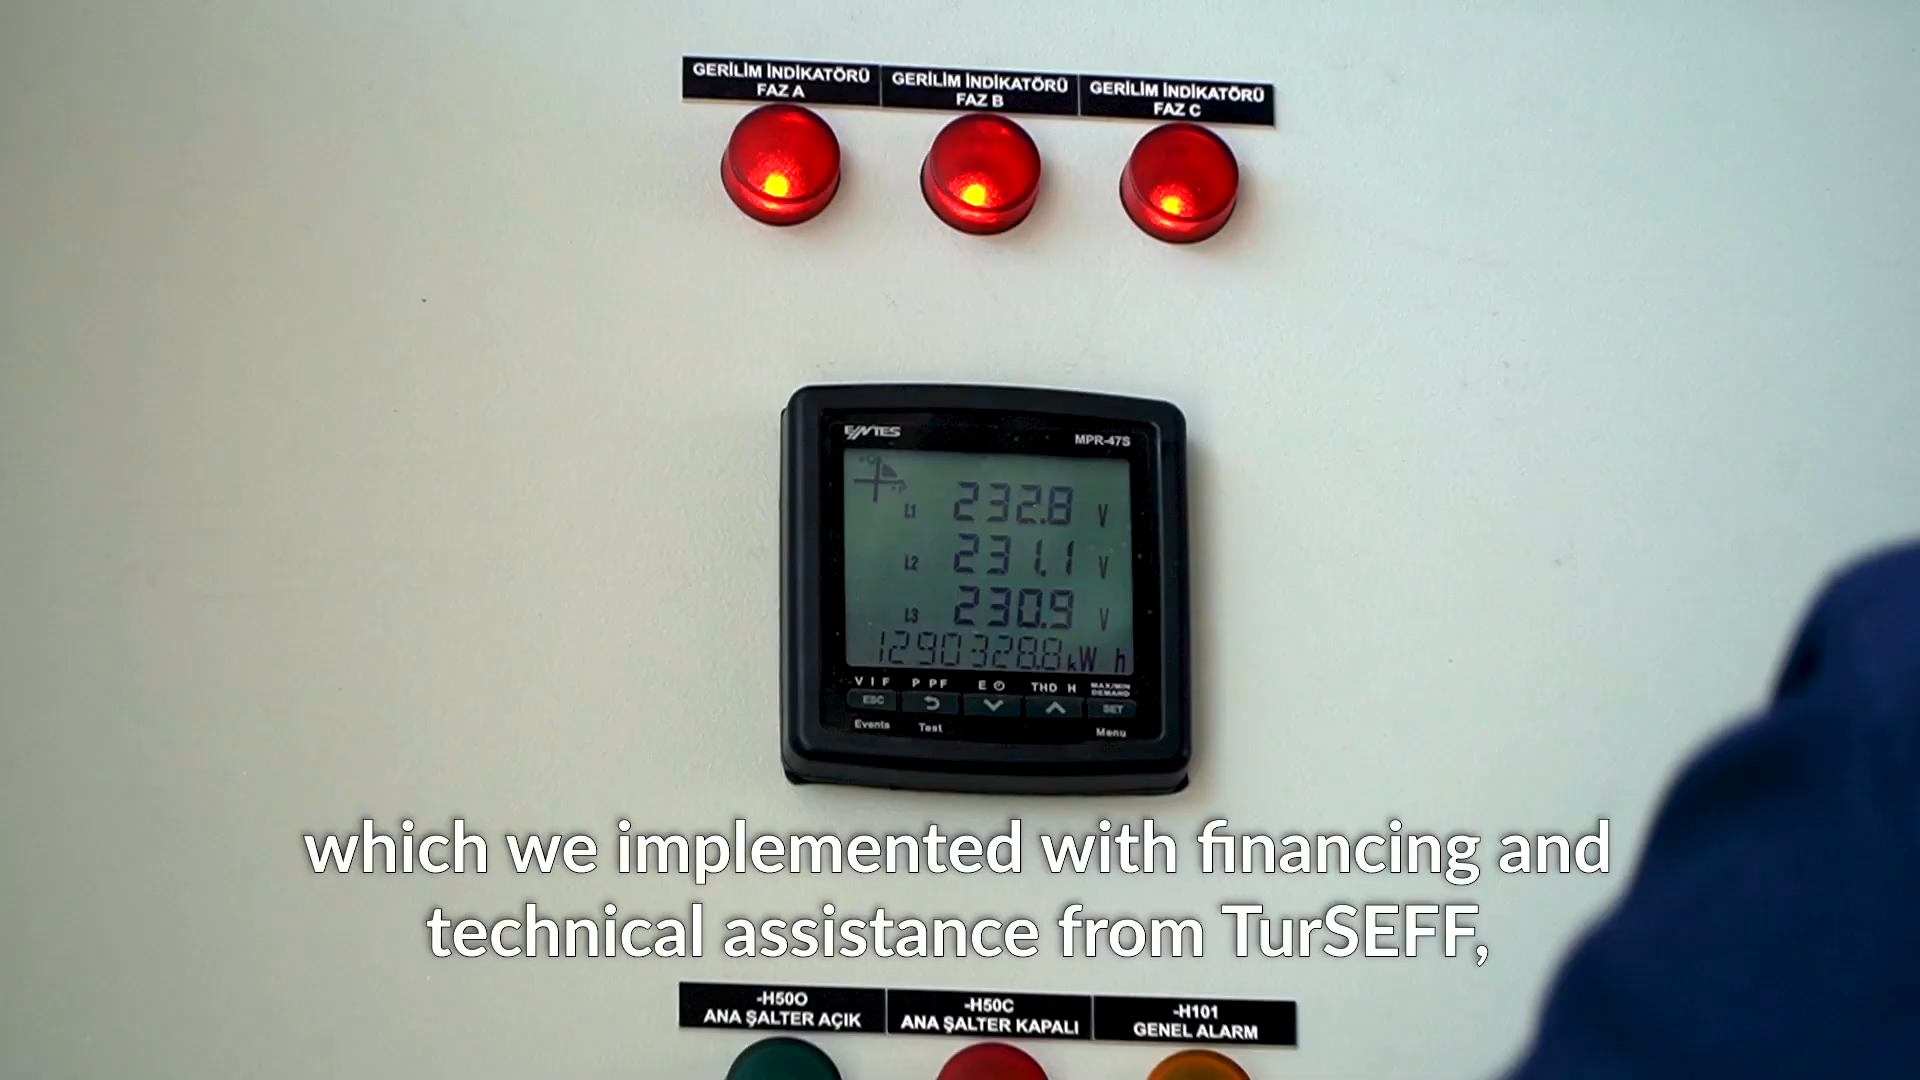 GERİLİM İNDİKATÖRÜ
FAZ A
GERİLİM İNDİKATÖRÜ
FAZ B
GERİLİM İNDİKATÖRÜ
FAZ C
ENTES
MPR-47S
L1 232.8 V
L2 231.1 V
L3 230.9 V
1290328.8 kW h
V I F P PF E THD H MAX/MIN
DEMAND
ESC SET
Events Test Menu
which we implemented with financing and
technical assistance from TurSEFF,
-H50O
ANA ŞALTER AÇIK
-H50C
ANA ŞALTER KAPALI
-H101
GENEL ALARM